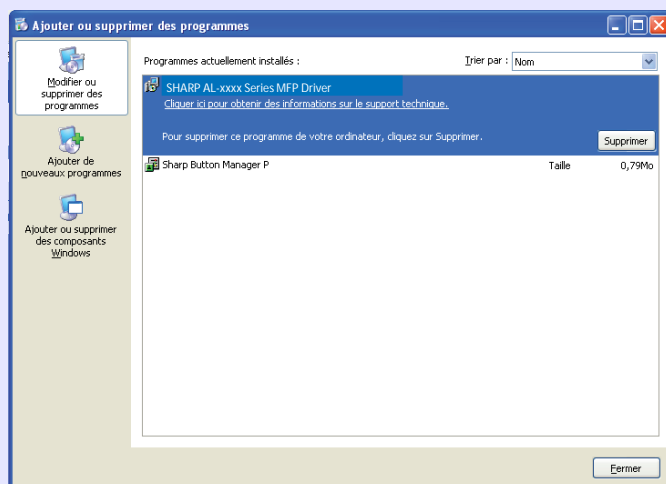 Ajouter ou supprimer des programmes
Modifier ou
supprimer des
programmes
Ajouter de
nouveaux programmes
Ajouter ou supprimer
des composants
Windows
Programmes actuellement installés :
Trier par :
Nom
SHARP AL-xxxx Series MFP Driver
Cliquer ici pour obtenir des informations sur le support technique.
Pour supprimer ce programme de votre ordinateur, cliquez sur Supprimer.
Supprimer
Sharp Button Manager P
Taille
0,79Mo
Fermer